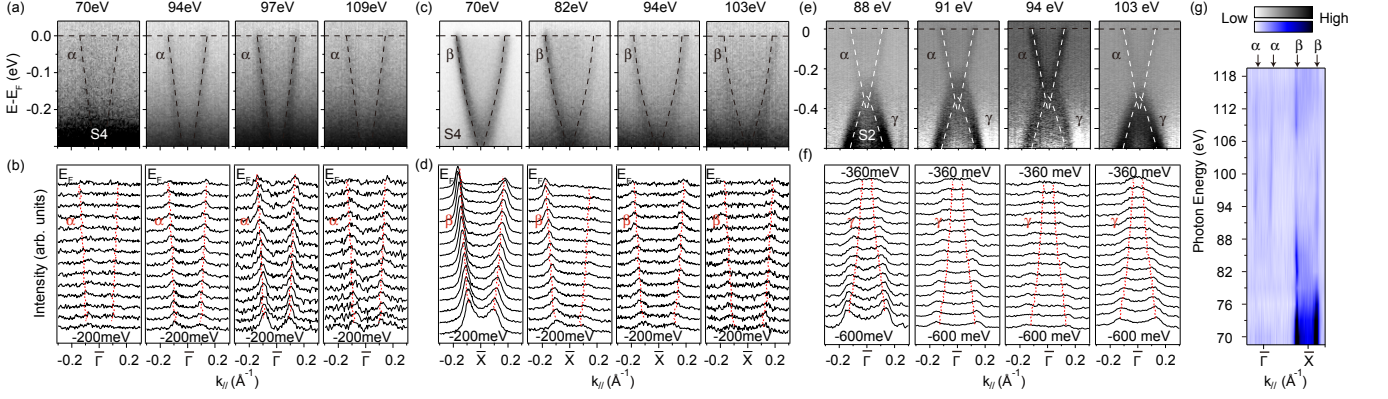 (a) 70eV 94eV 97eV 109eV (c) 70eV 82eV 94eV 103eV (e) 88 eV 91 eV 94 eV 103 eV (g)
Low High
0.0 α α α α β β β β 0 α α β β
-0.1
-0.2
E-E_F (eV)
S4 S4
-0.2
-0.4
S2 γ γ γ γ
(b) (d) (f)
E_F E_F E_F E_F E_F E_F E_F E_F -360meV -360 meV -360 meV -360 meV
α α α α β β β β γ γ γ γ
Intensity (arb. units)
-200meV -200meV -200meV -200meV -200meV -200meV -200meV -200meV -600meV -600 meV -600 meV -600 meV
-0.2 Γ̅ 0.2 -0.2 Γ̅ 0.2 -0.2 Γ̅ 0.2 -0.2 Γ̅ 0.2 -0.2 X̅ 0.2 -0.2 X̅ 0.2 -0.2 X̅ 0.2 -0.2 X̅ 0.2 -0.2 Γ̅ 0.2 -0.2 Γ̅ 0.2 -0.2 Γ̅ 0.2 -0.2 Γ̅ 0.2
k// (Å⁻¹) k// (Å⁻¹) k// (Å⁻¹)
Photon Energy (eV)
118
112
106
100
94
88
82
76
70
Γ̅ X̅
k// (Å⁻¹)